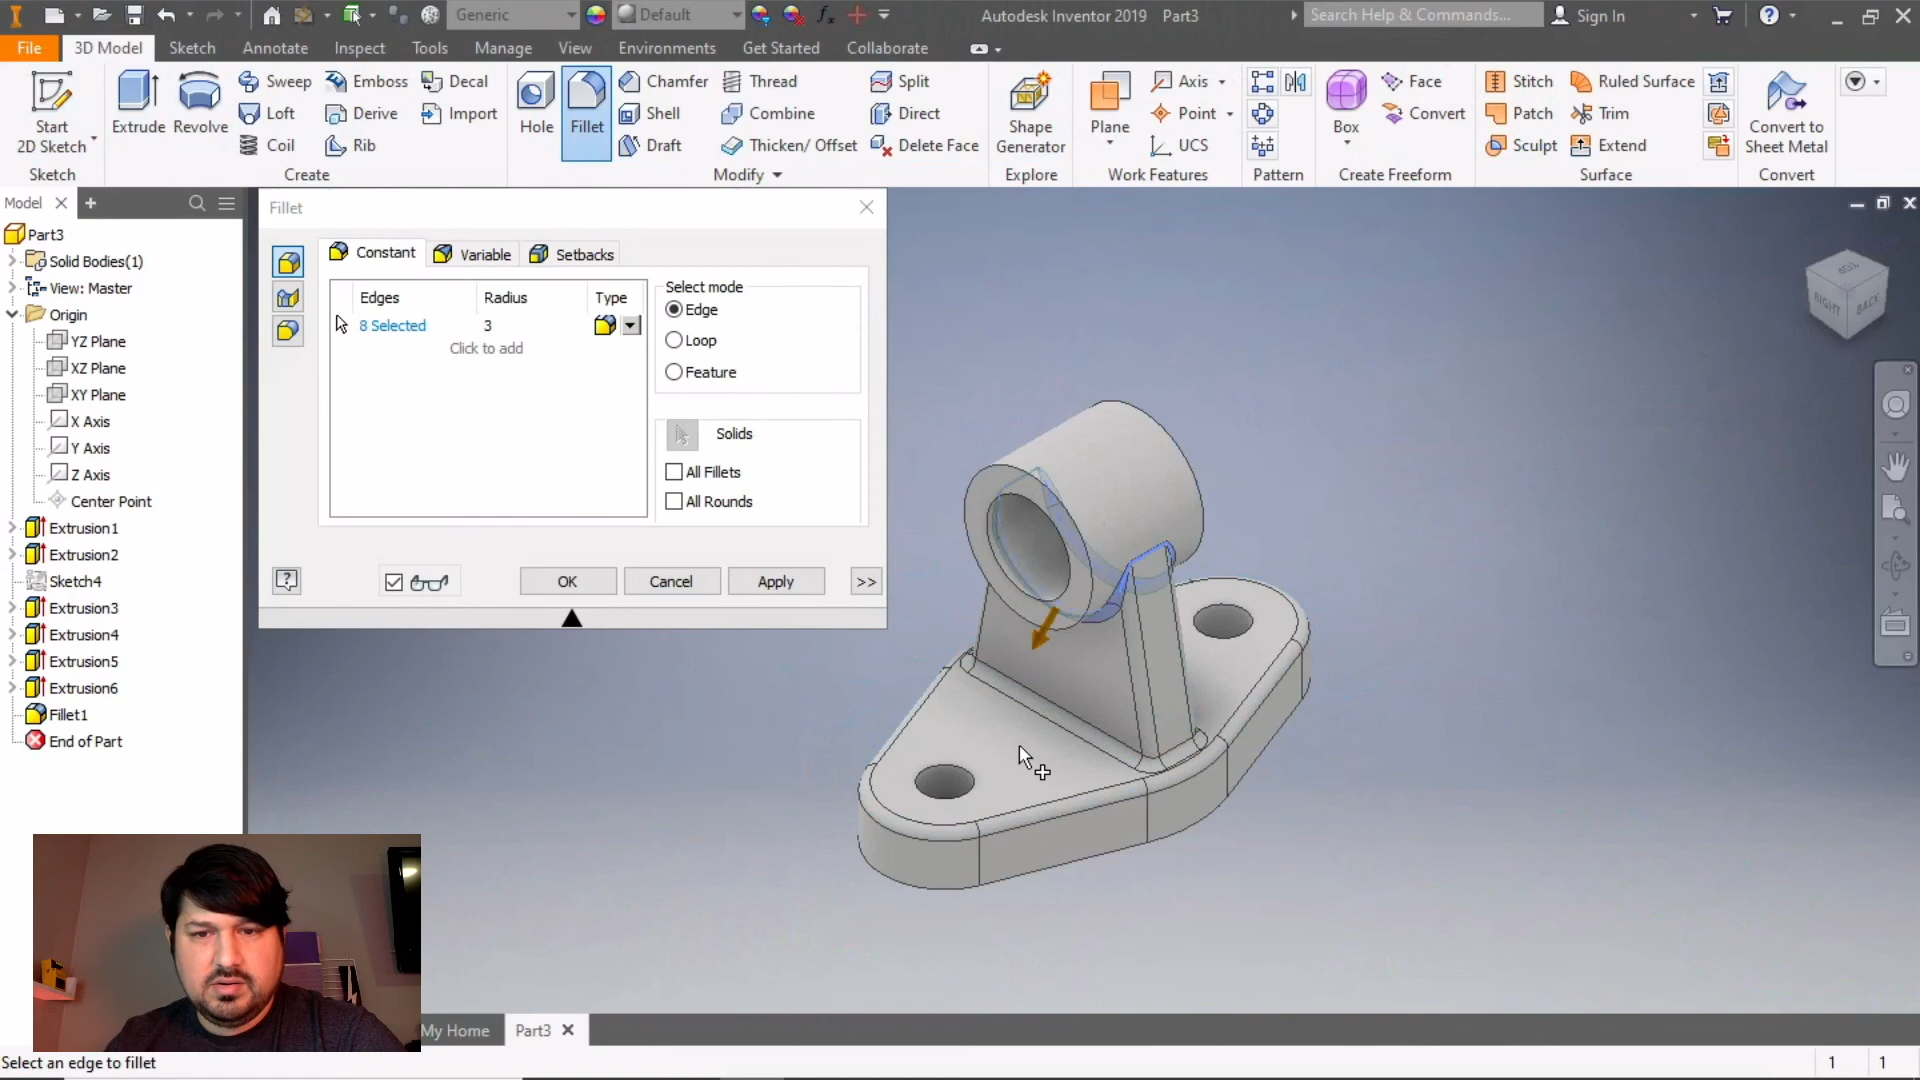 Generic
Default
Autodesk Inventor 2019 Part3
Search Help & Commands...
Sign In
File 3D Model Sketch Annotate Inspect Tools Manage View Environments Get Started Collaborate
Start 2D Sketch
Extrude
Revolve
Sweep
Loft
Coil
Emboss
Derive
Rib
Decal
Import
Hole
Fillet
Chamfer
Shell
Draft
Thread
Combine
Thicken/ Offset
Split
Direct
Delete Face
Shape Generator
Plane
Axis
Point
UCS
Box
Face
Convert
Stitch
Patch
Sculpt
Ruled Surface
Trim
Extend
Convert to Sheet Metal
Sketch Create Modify Explore Work Features Pattern Create Freeform Surface Convert
Model
Part3
Solid Bodies(1)
View: Master
Origin
YZ Plane
XZ Plane
XY Plane
X Axis
Y Axis
Z Axis
Center Point
Extrusion1
Extrusion2
Sketch4
Extrusion3
Extrusion4
Extrusion5
Extrusion6
Fillet1
End of Part
Fillet
Constant Variable Setbacks
Edges Radius Type
8 Selected 3
Click to add
Select mode
Edge
Loop
Feature
Solids
All Fillets
All Rounds
OK Cancel Apply >>
TOP
RIGHT
BACK
My Home Part3
Select an edge to fillet
1 1